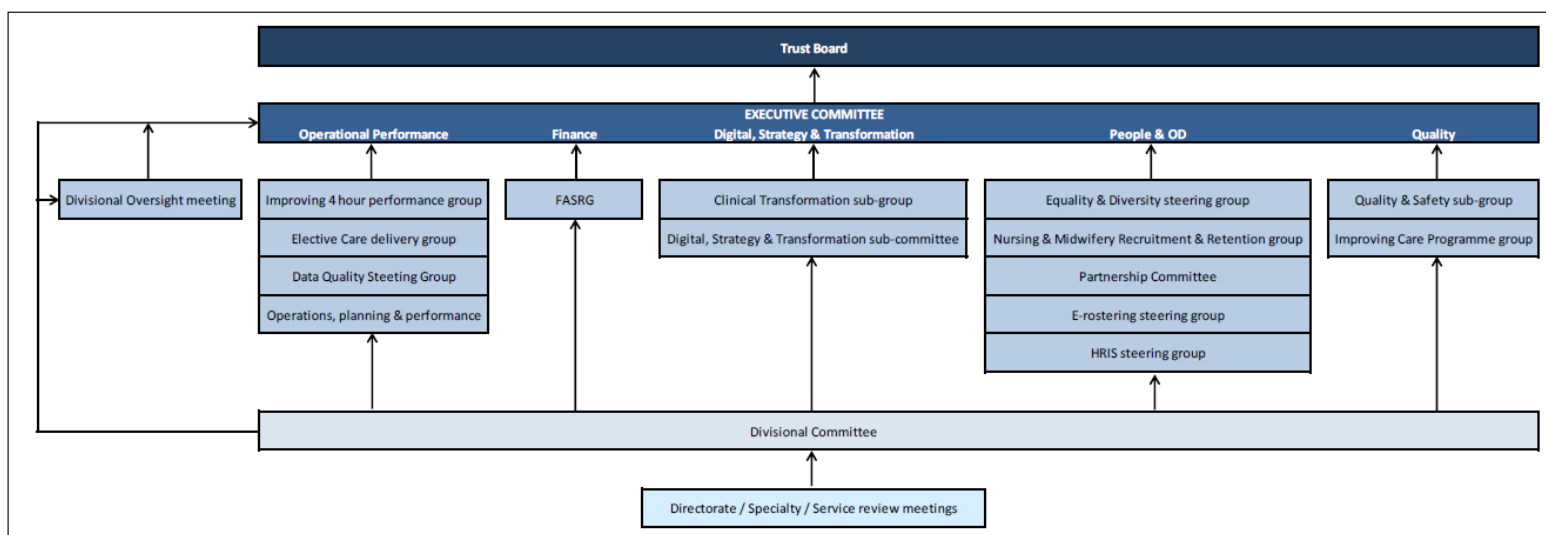 Trust Board
EXECUTIVE COMMITTEE
Operational Performance
Finance
Digital, Strategy & Transformation
People & OD
Quality
Divisional Oversight meeting
Improving 4 hour performance group
Elective Care delivery group
Data Quality Steeting Group
Operations, planning & performance
FASRG
Clinical Transformation sub-group
Digital, Strategy & Transformation sub-committee
Equality & Diversity steering group
Nursing & Midwifery Recruitment & Retention group
Partnership Committee
E-rostering steering group
HRIS steering group
Quality & Safety sub-group
Improving Care Programme group
Divisional Committee
Directorate / Specialty / Service review meetings